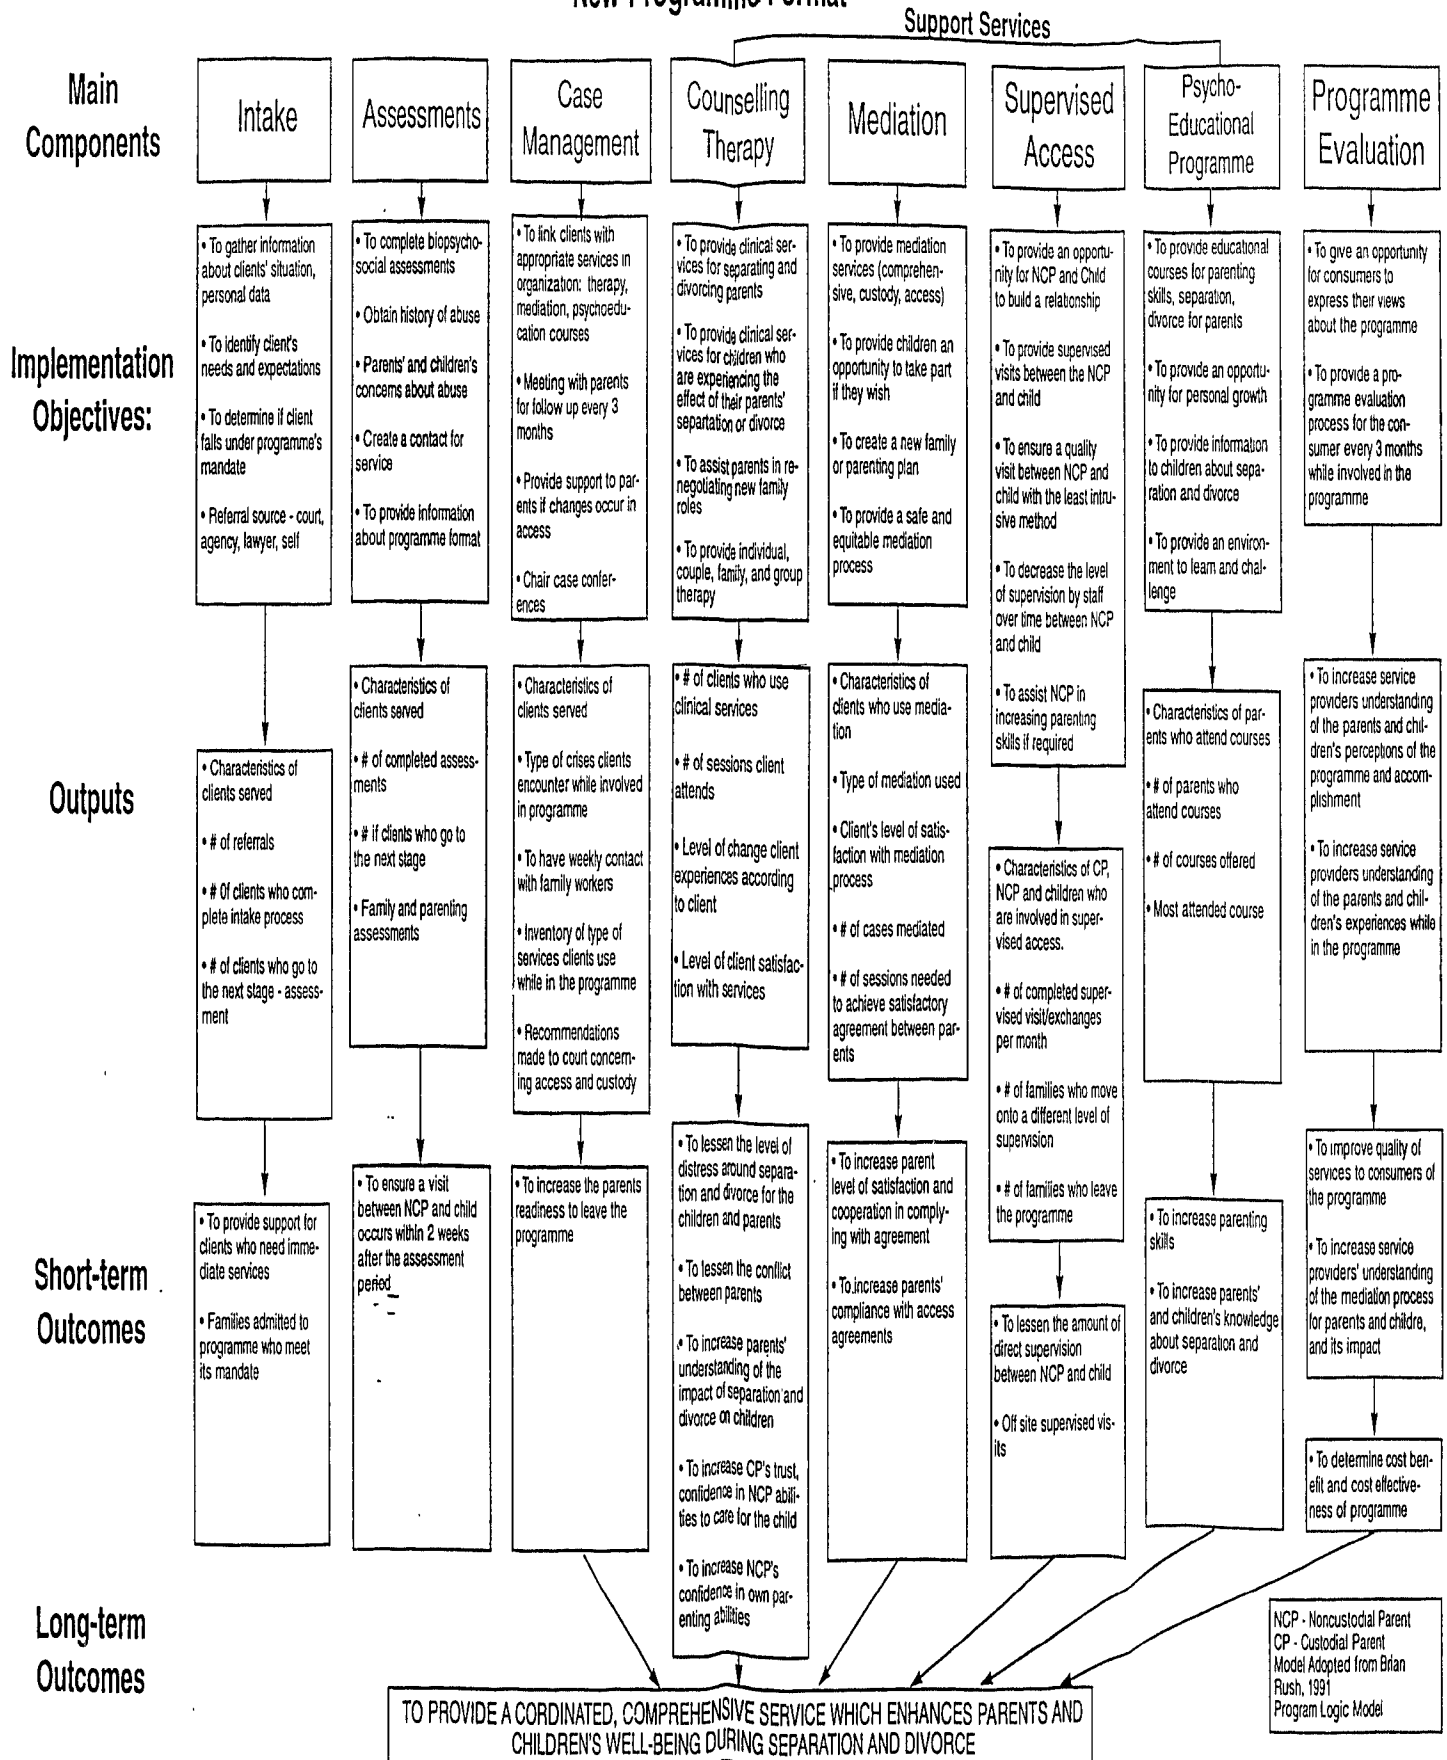 New Programme Format
Support Services
Main
Components
Intake
Assessments
Case
Management
Counselling
Therapy
Mediation
Supervised
Access
Psycho-
Educational
Programme
Programme
Evaluation
Implementation
Objectives:
• To gather information
about clients' situation,
personal data
• To identify client's
needs and expectations
• To determine if client
falls under programme's
mandate
• Referral source - court,
agency, lawyer, self
• To complete biopsycho-
social assessments
• Obtain history of abuse
• Parents' and children's
concerns about abuse
• Create a contact for
service
• To provide information
about programme format
• To link clients with
appropriate services in
organization: therapy,
mediation, psychoedu-
cation courses
• Meeting with parents
for follow up every 3
months
• Provide support to par-
ents if changes occur in
access
• Chair case confer-
ences
• To provide clinical ser-
vices for separating and
divorcing parents
• To provide clinical ser-
vices for children who
are experiencing the
effect of their parents'
separtation or divorce
• To assist parents in re-
negotiating new family
roles
• To provide individual,
couple, family, and group
therapy
• To provide mediation
services (comprehen-
sive, custody, access)
• To provide children an
opportunity to take part
if they wish
• To create a new family
or parenting plan
• To provide a safe and
equitable mediation
process
• To provide an opportu-
nity for NCP and Child
to build a relationship
• To provide supervised
visits between the NCP
and child
• To ensure a quality
visit between NCP and
child with the least intru-
sive method
• To decrease the level
of supervision by staff
over time between NCP
and child
• To assist NCP in
increasing parenting
skills if required
• To provide educational
courses for parenting
skills, separation,
divorce for parents
• To provide an opportu-
nity for personal growth
• To provide information
to children about sepa-
ration and divorce
• To provide an environ-
ment to learn and chal-
lenge
• To give an opportunity
for consumers to
express their views
about the programme
• To provide a pro-
gramme evaluation
process for the con-
sumer every 3 months
while involved in the
programme
Outputs
• Characteristics of
clients served
• # of referrals
• # Of clients who com-
plete intake process
• # of clients who go to
the next stage - assess-
ment
• Characteristics of
clients served
• # of completed assess-
ments
• # if clients who go to
the next stage
• Family and parenting
assessments
• Characteristics of
clients served
• Type of crises clients
encounter while involved
in programme
• To have weekly contact
with family workers
• Inventory of type of
services clients use
while in the programme
• Recommendations
made to court concern-
ing access and custody
• # of clients who use
clinical services
• # of sessions client
attends
• Level of change client
experiences according
to client
• Level of client satisfac-
tion with services
• Characteristics of
clients who use media-
tion
• Type of mediation used
• Client's level of satis-
faction with mediation
process
• # of cases mediated
• # of sessions needed
to achieve satisfactory
agreement between par-
ents
• Characteristics of CP,
NCP and children who
are involved in super-
vised access.
• # of completed super-
vised visit/exchanges
per month
• # of families who move
onto a different level of
supervision
• # of families who leave
the programme
• Characteristics of par-
ents who attend courses
• # of parents who
attend courses
• # of courses offered
• Most attended course
• To increase service
providers understanding
of the parents and chil-
dren's perceptions of the
programme and accom-
plishment
• To increase service
providers understanding
of the parents and chil-
dren's experiences while
in the programme
Short-term
Outcomes
• To provide support for
clients who need imme-
diate services
• Families admitted to
programme who meet
its mandate
• To ensure a visit
between NCP and child
occurs within 2 weeks
after the assessment
period
• To increase the parents
readiness to leave the
programme
• To lessen the level of
distress around separa-
tion and divorce for the
children and parents
• To lessen the conflict
between parents
• To increase parents'
understanding of the
impact of separation and
divorce on children
• To increase CP's trust,
confidence in NCP abili-
ties to care for the child
• To increase NCP's
confidence in own par-
enting abilities
• To increase parent
level of satisfaction and
cooperation in comply-
ing with agreement
• To increase parents'
compliance with access
agreements
• To lessen the amount of
direct supervision
between NCP and child
• Off site supervised vis-
its
• To increase parenting
skills
• To increase parents'
and children's knowledge
about separation and
divorce
• To improve quality of
services to consumers of
the programme
• To increase service
providers' understanding
of the mediation process
for parents and childre,
and its impact
• To determine cost ben-
efit and cost effective-
ness of programme
Long-term
Outcomes
TO PROVIDE A CORDINATED, COMPREHENSIVE SERVICE WHICH ENHANCES PARENTS AND
CHILDREN'S WELL-BEING DURING SEPARATION AND DIVORCE
NCP - Noncustodial Parent
CP - Custodial Parent
Model Adopted from Brian
Rush, 1991
Program Logic Model